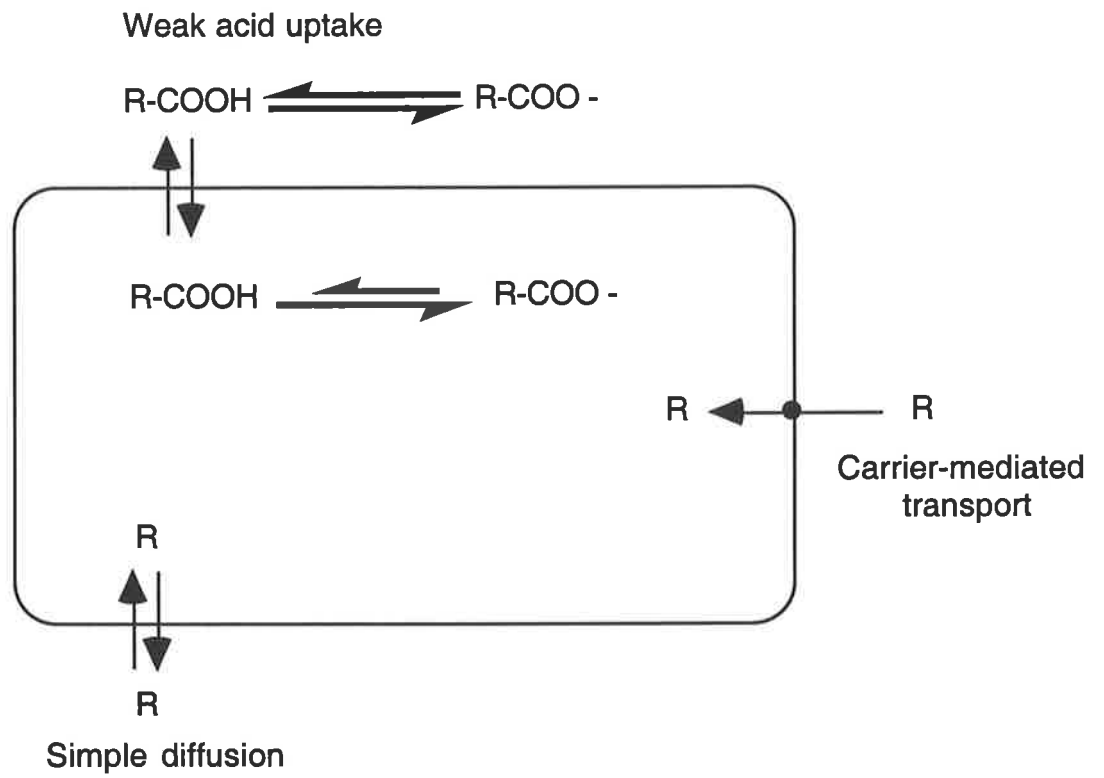 Weak acid uptake
R-COOH R-COO -
R-COOH R-COO -
R R
Carrier-mediated
transport
R
R
Simple diffusion